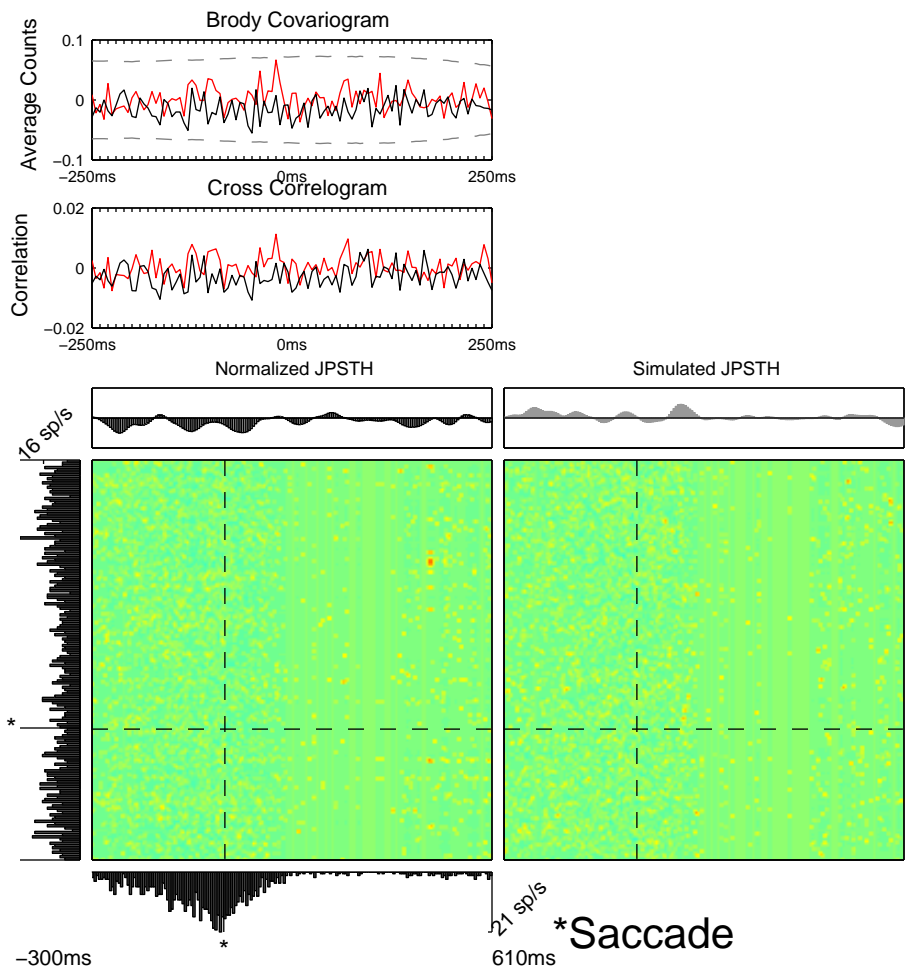 Brody Covariogram
0.1
Average Counts
0
−0.1
−250ms
0ms
250ms
Cross Correlogram
0.02
Correlation
0
−0.02
−250ms
0ms
250ms
Normalized JPSTH
Simulated JPSTH
16 sp/s
*
*
21 sp/s
*Saccade
−300ms
610ms